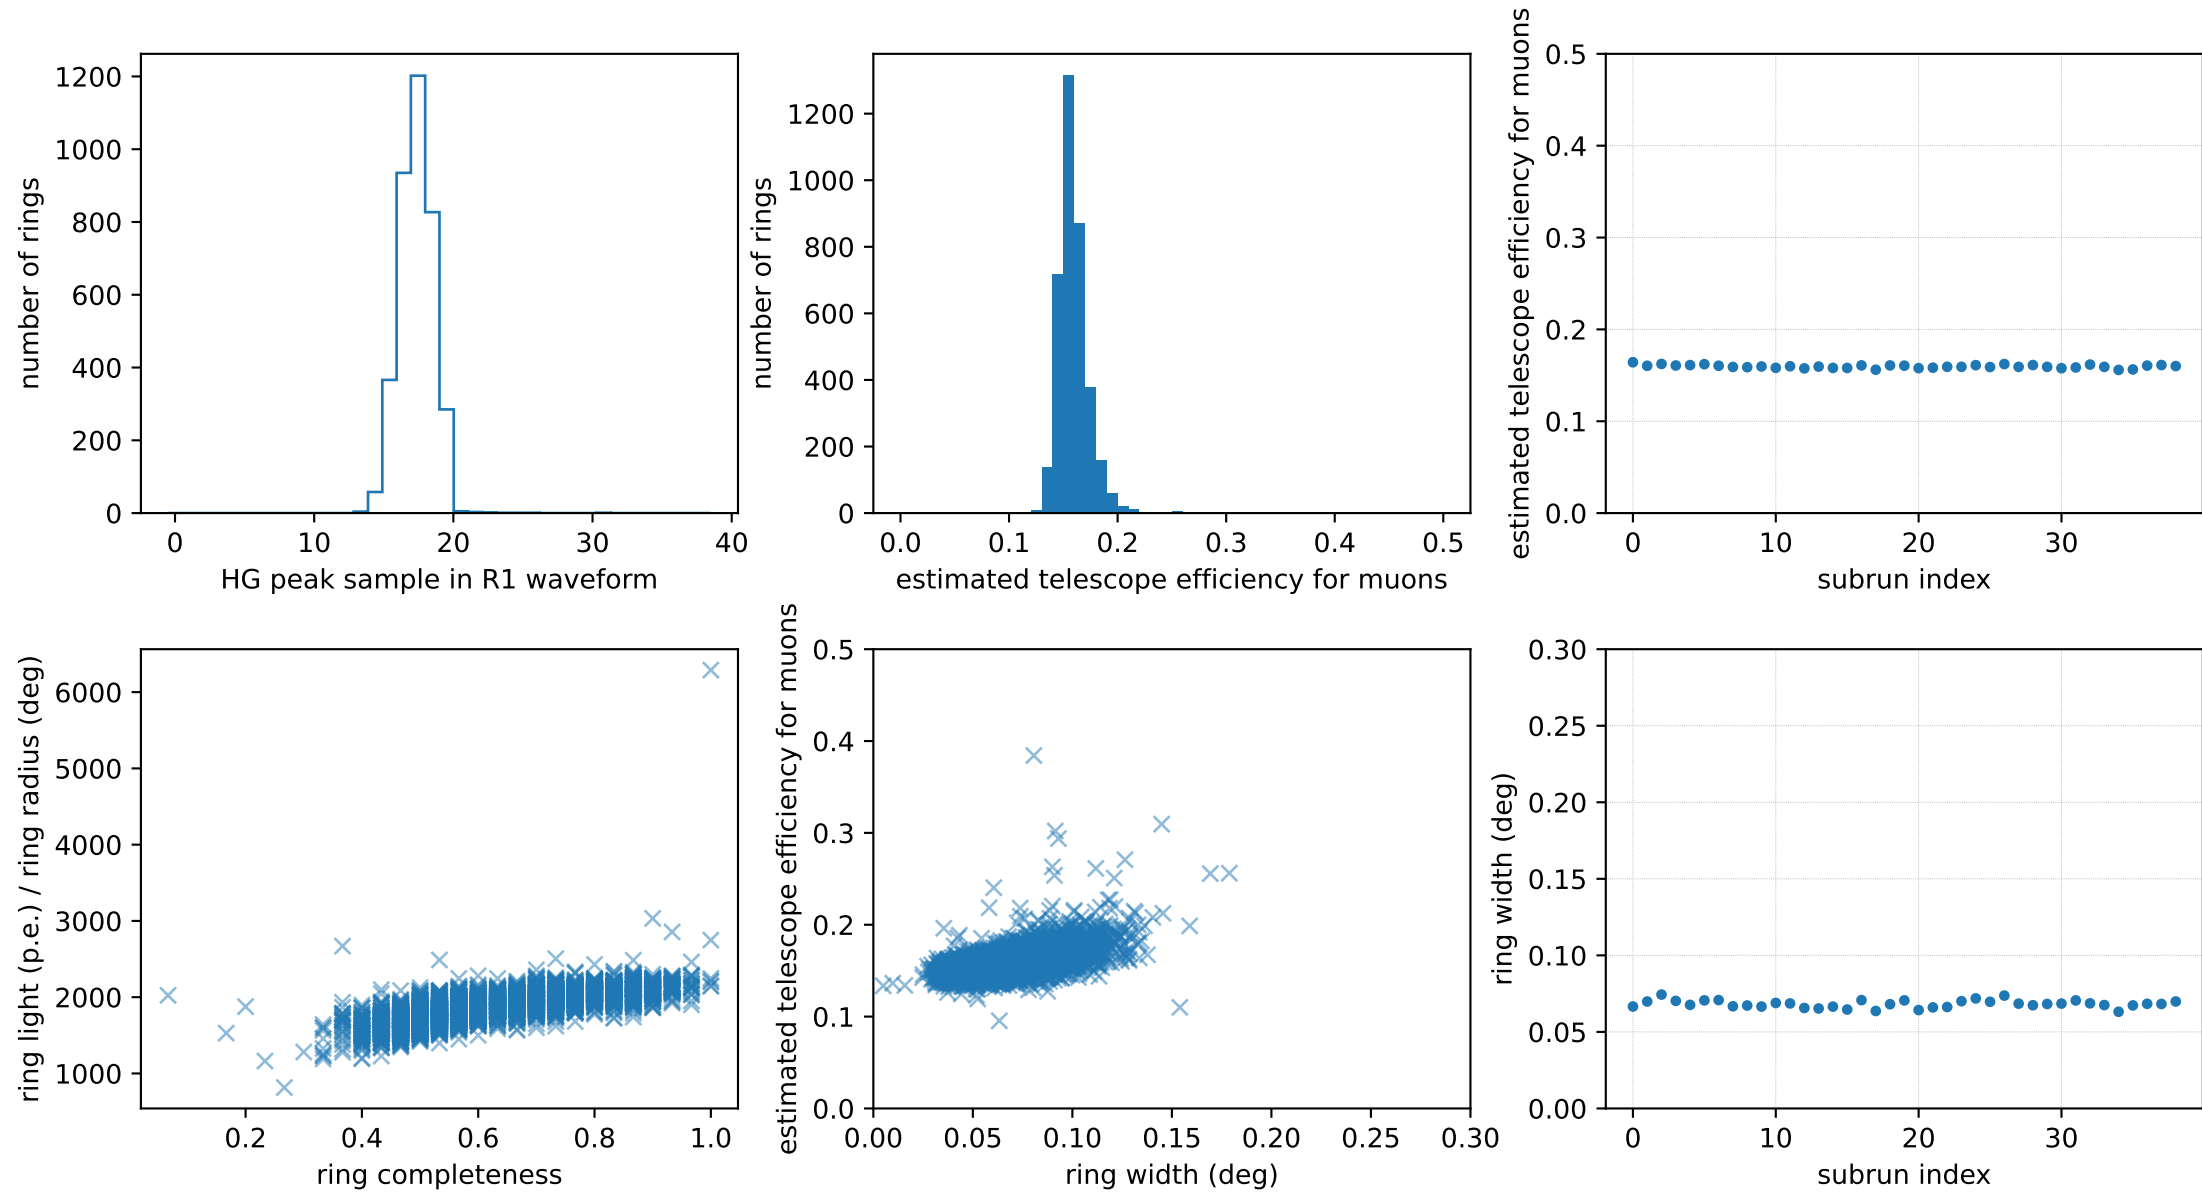 number of rings
1200
1000
800
600
400
200
0
0 10 20 30 40
HG peak sample in R1 waveform
number of rings
1200
1000
800
600
400
200
0
0.0 0.1 0.2 0.3 0.4 0.5
estimated telescope efficiency for muons
estimated telescope efficiency for muons
0.5
0.4
0.3
0.2
0.1
0.0
0 10 20 30
subrun index
ring light (p.e.) / ring radius (deg)
6000
5000
4000
3000
2000
1000
0.2 0.4 0.6 0.8 1.0
ring completeness
estimated telescope efficiency for muons
0.5
0.4
0.3
0.2
0.1
0.0
0.00 0.05 0.10 0.15 0.20 0.25 0.30
ring width (deg)
ring width (deg)
0.30
0.25
0.20
0.15
0.10
0.05
0.00
0 10 20 30
subrun index